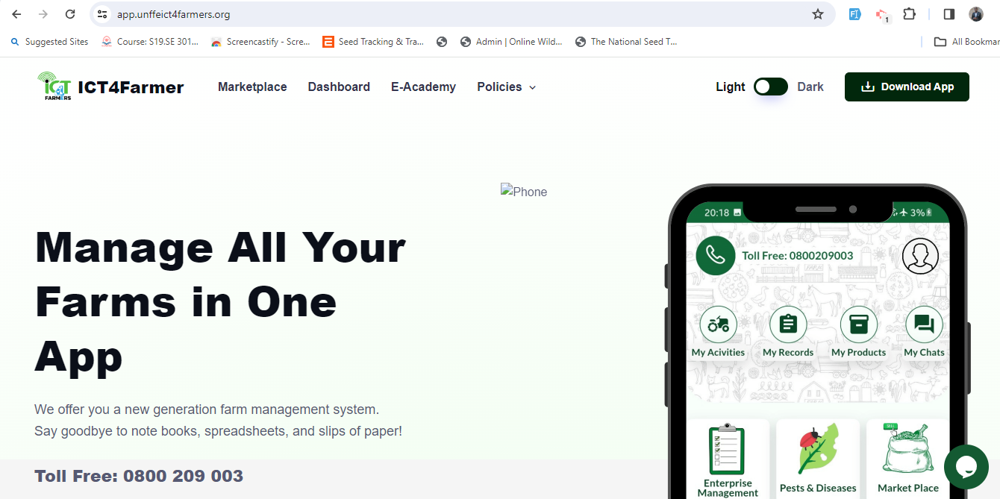 app.unffeict4farmers.org
1
Suggested Sites
Course: S19.SE 301...
Screencastify - Scre...
Seed Tracking & Tra...
Admin | Online Wild...
The National Seed T...
All Bookmar
ICT
FARMERS
ICT4Farmer
Marketplace
Dashboard
E-Academy
Policies
Light
Dark
Download App
Phone
Manage All Your
Farms in One
App
We offer you a new generation farm management system.
Say goodbye to note books, spreadsheets, and slips of paper!
Toll Free: 0800 209 003
20:18
3%
Toll Free: 0800209003
My Acivities
My Records
My Products
My Chats
Enterprise
Management
Pests & Diseases
Market Place